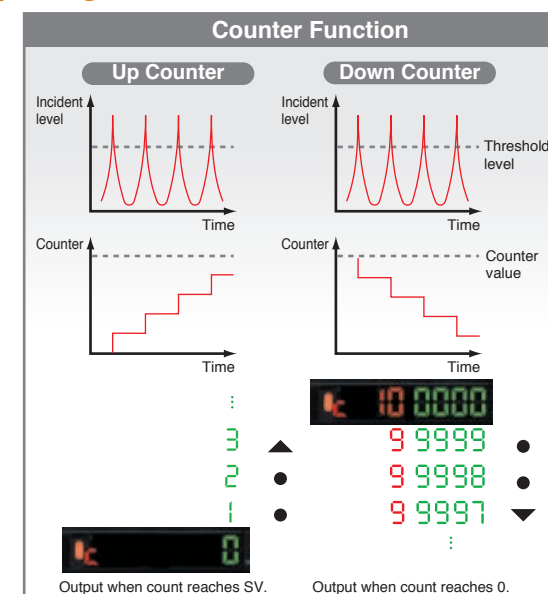 Counter Function
Up Counter
Incident
level
Time
Counter
Time
⋮
3
2
1
c 0
Output when count reaches SV.
Down Counter
Incident
level
Threshold
level
Time
Counter
Counter
value
Time
c 10 0000
9 9999
9 9998
9 9997
⋮
Output when count reaches 0.